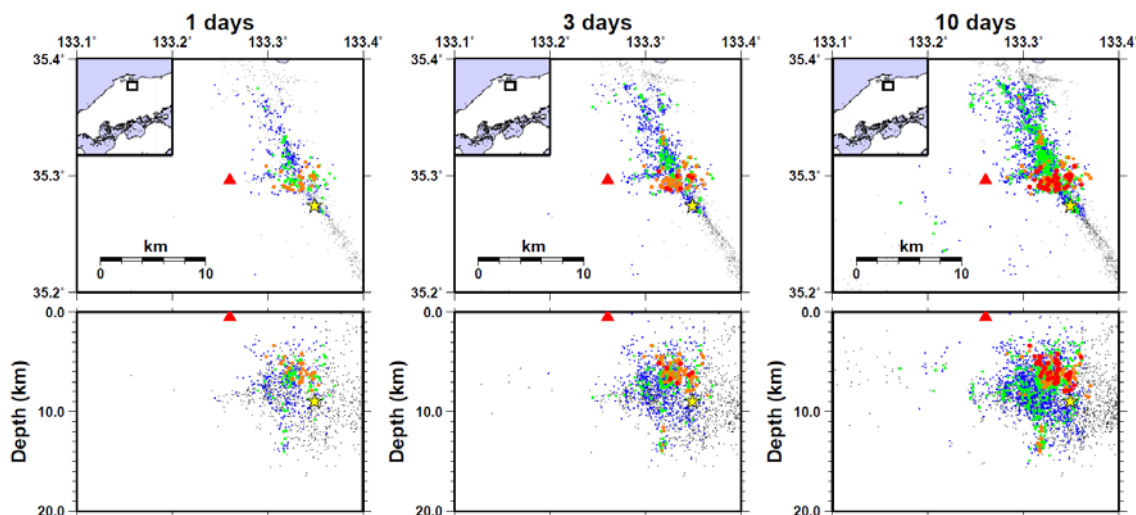 1 days 3 days 10 days
133.1° 133.2° 133.3° 133.4° 133.1° 133.2° 133.3° 133.4° 133.1° 133.2° 133.3° 133.4°
35.4° 35.4° 35.4°
35.3° 35.3° 35.3°
km km km
0 10 0 10 0 10
35.2° 35.2° 35.2°
0.0 0.0 0.0
Depth (km) Depth (km) Depth (km)
10.0 10.0 10.0
20.0 20.0 20.0